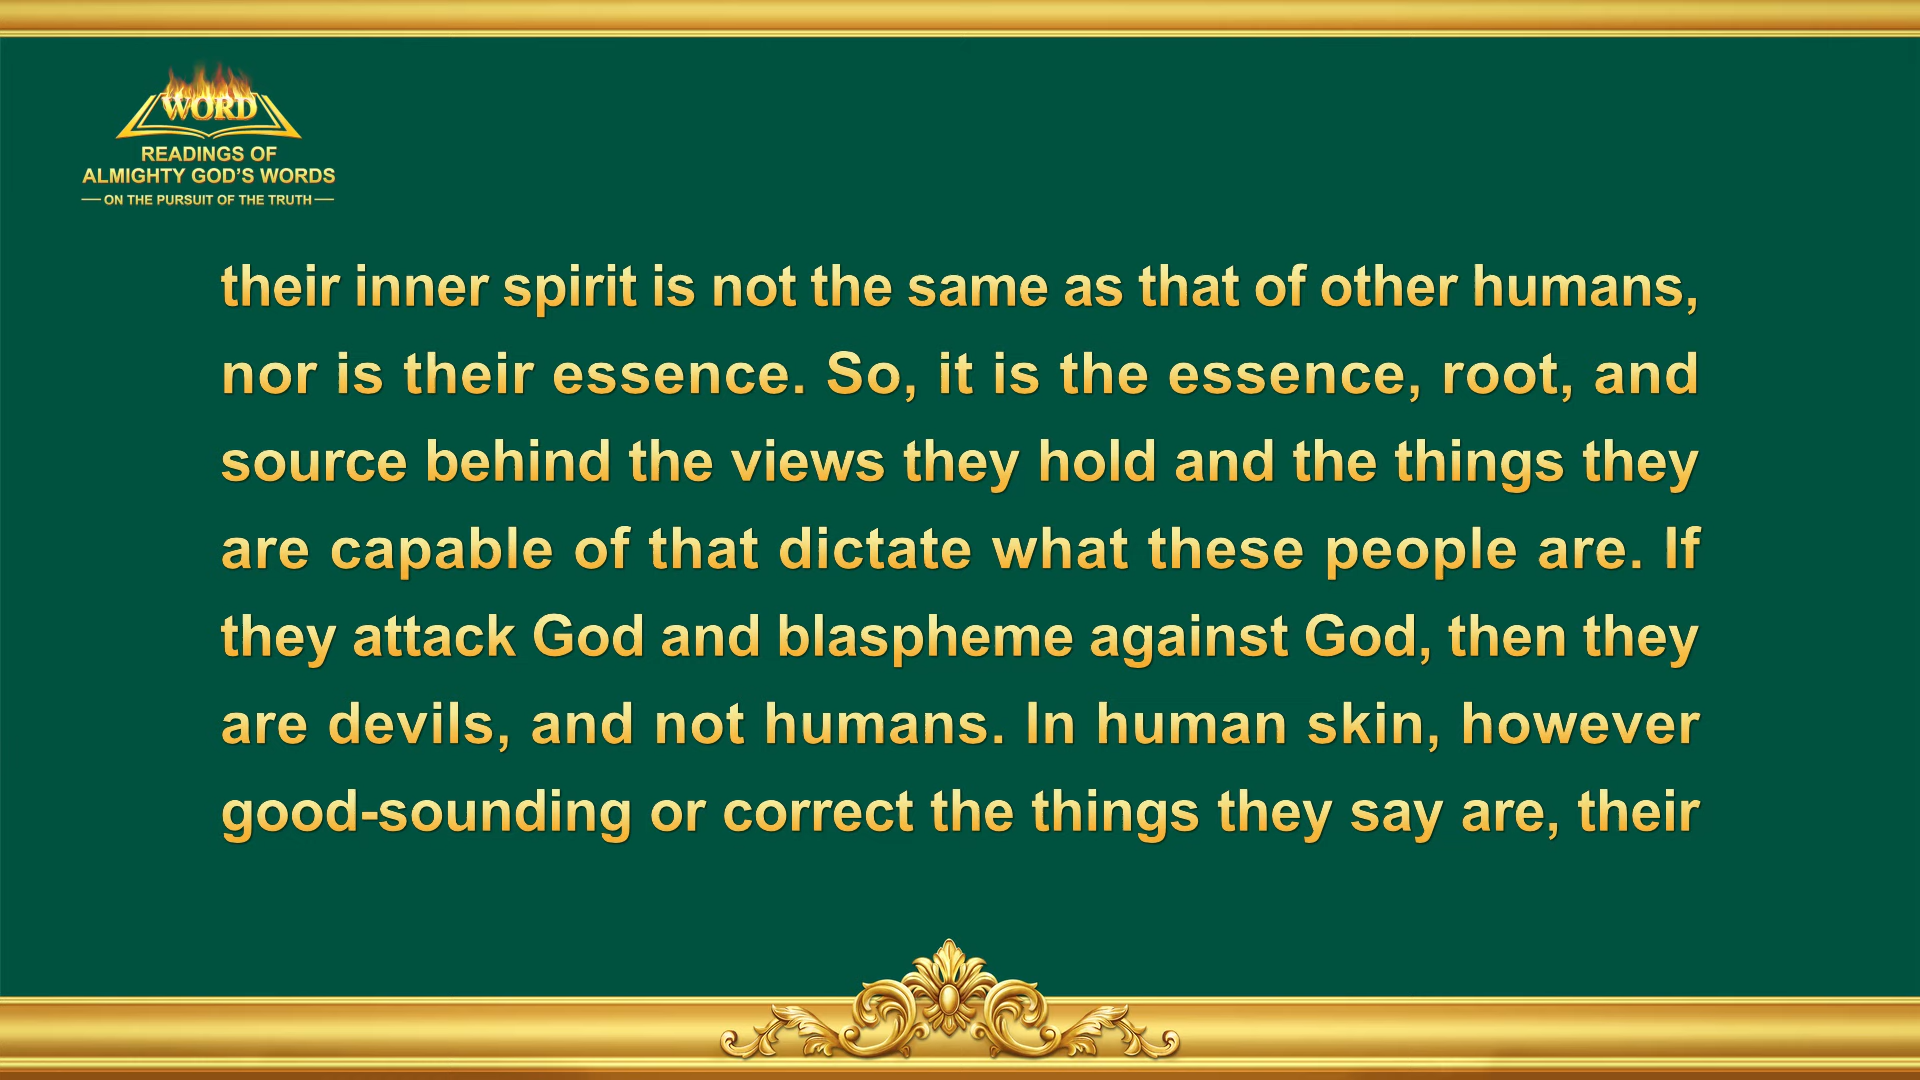 WORD
READINGS OF
ALMIGHTY GOD'S WORDS
— ON THE PURSUIT OF THE TRUTH —
their inner spirit is not the same as that of other humans,
nor is their essence. So, it is the essence, root, and
source behind the views they hold and the things they
are capable of that dictate what these people are. If
they attack God and blaspheme against God, then they
are devils, and not humans. In human skin, however
good-sounding or correct the things they say are, their